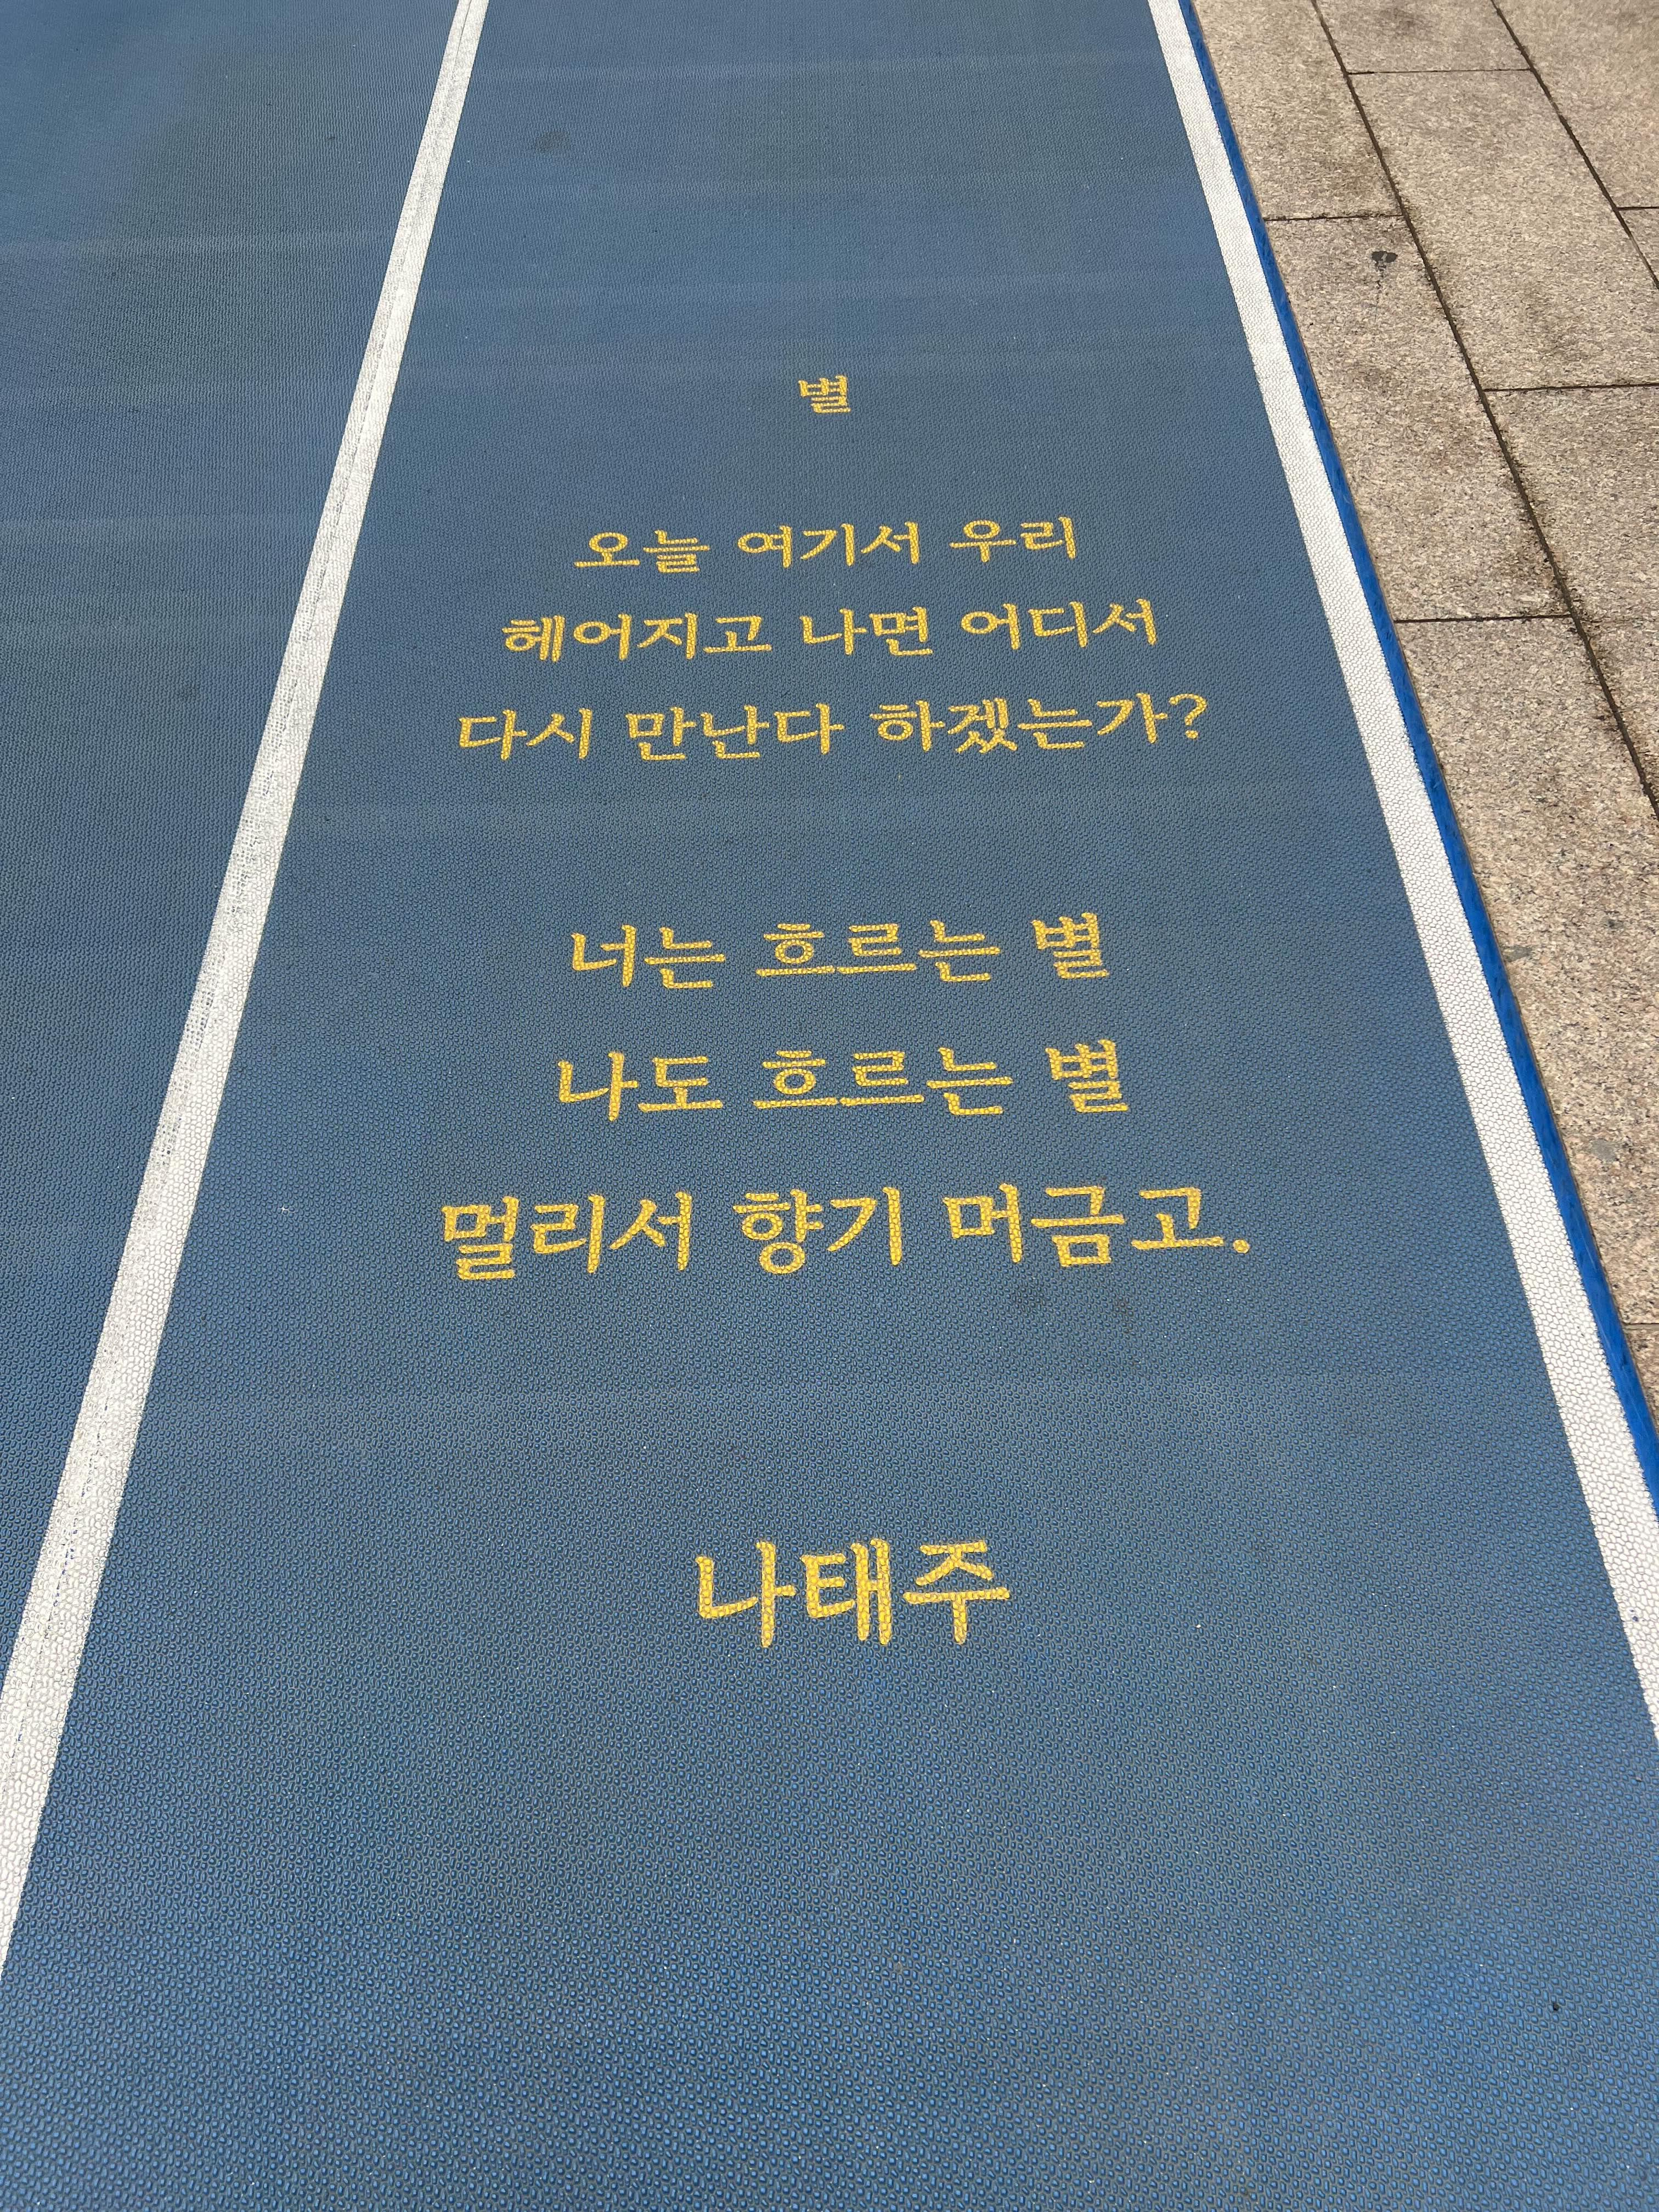 별
오늘 여기서 우리
헤어지고 나면 어디서
다시 만난다 하겠는가?
너는 흐르는 별
나도 흐르는 별
멀리서 향기 머금고.
나태주